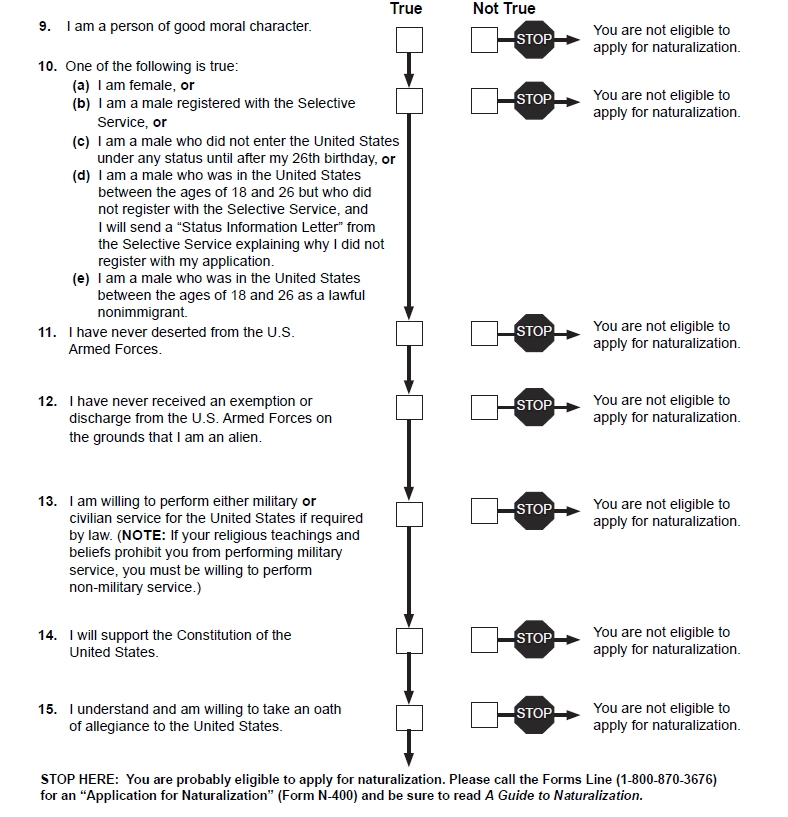 True Not True
9. I am a person of good moral character.
STOP
You are not eligible to
apply for naturalization.
10. One of the following is true:
(a) I am female, or
(b) I am a male registered with the Selective
Service, or
(c) I am a male who did not enter the United States
under any status until after my 26th birthday, or
(d) I am a male who was in the United States
between the ages of 18 and 26 but who did
not register with the Selective Service, and
I will send a “Status Information Letter” from
the Selective Service explaining why I did not
register with my application.
(e) I am a male who was in the United States
between the ages of 18 and 26 as a lawful
nonimmigrant.
STOP
You are not eligible to
apply for naturalization.
11. I have never deserted from the U.S.
Armed Forces.
STOP
You are not eligible to
apply for naturalization.
12. I have never received an exemption or
discharge from the U.S. Armed Forces on
the grounds that I am an alien.
STOP
You are not eligible to
apply for naturalization.
13. I am willing to perform either military or
civilian service for the United States if required
by law. (NOTE: If your religious teachings and
beliefs prohibit you from performing military
service, you must be willing to perform
non-military service.)
STOP
You are not eligible to
apply for naturalization.
14. I will support the Constitution of the
United States.
STOP
You are not eligible to
apply for naturalization.
15. I understand and am willing to take an oath
of allegiance to the United States.
STOP
You are not eligible to
apply for naturalization.
STOP HERE: You are probably eligible to apply for naturalization. Please call the Forms Line (1-800-870-3676)
for an “Application for Naturalization” (Form N-400) and be sure to read A Guide to Naturalization.